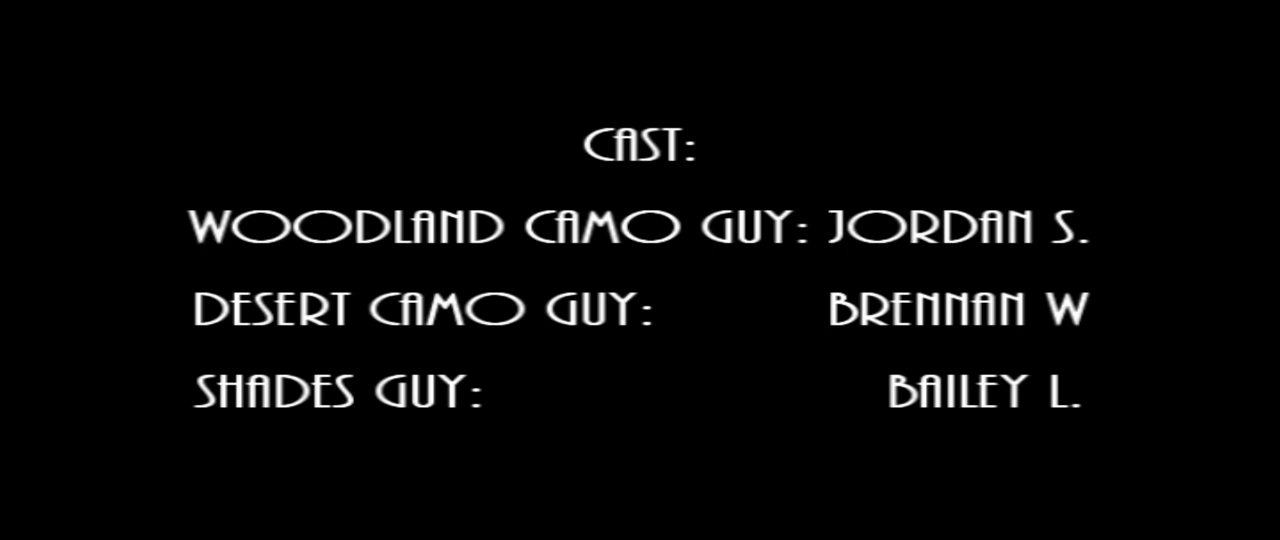 CAST:
WOODLAND CAMO GUY: JORDAN S.
DESERT CAMO GUY: BRENNAN W
SHADES GUY: BAILEY L.